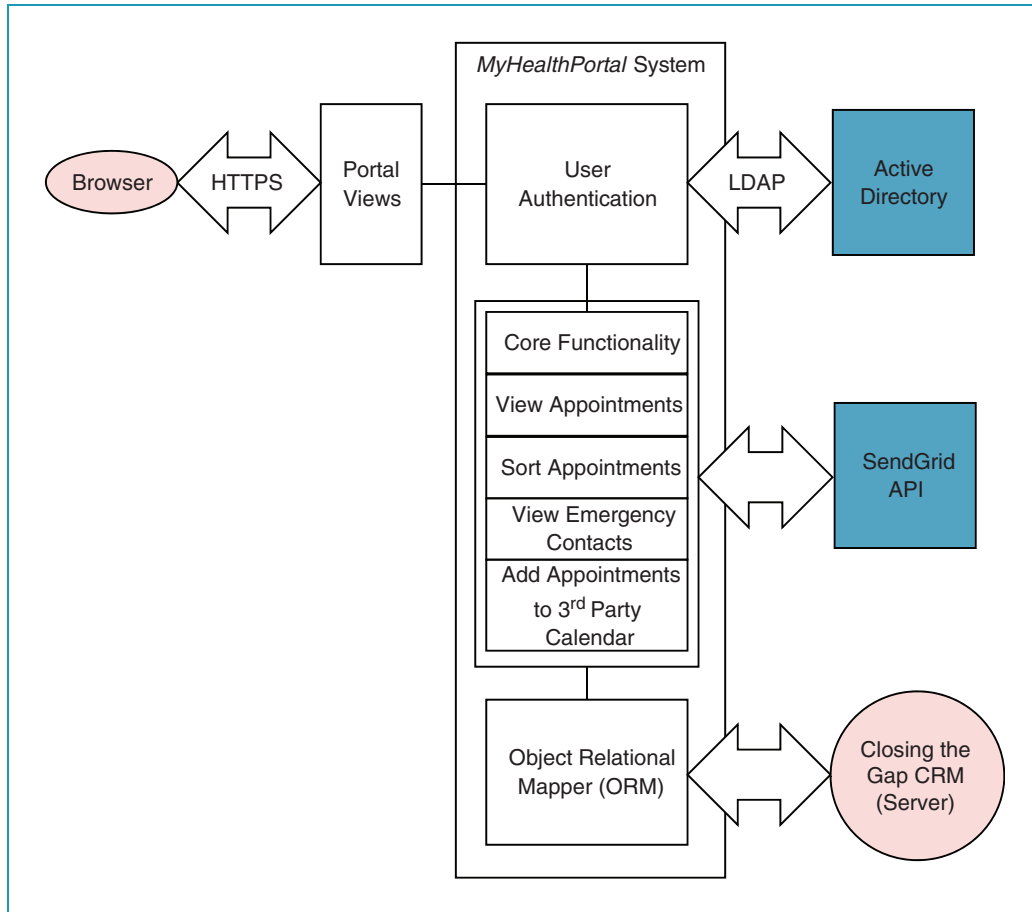 MyHealthPortal System
Browser
HTTPS
Portal
Views
User
Authentication
LDAP
Active
Directory
Core Functionality
View Appointments
Sort Appointments
View Emergency
Contacts
Add Appointments
to 3rd Party
Calendar
SendGrid
API
Object Relational
Mapper (ORM)
Closing the
Gap CRM
(Server)